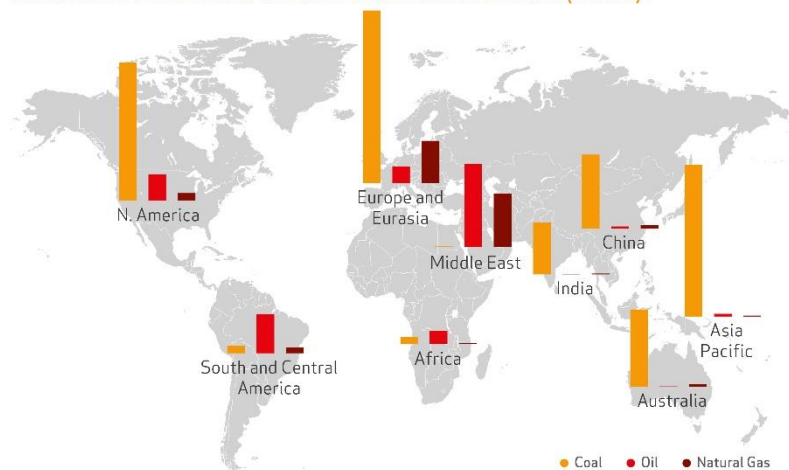 N. America
Europe and
Eurasia
Middle East
China
India
Asia
Pacific
South and Central
America
Africa
Australia
Coal Oil Natural Gas